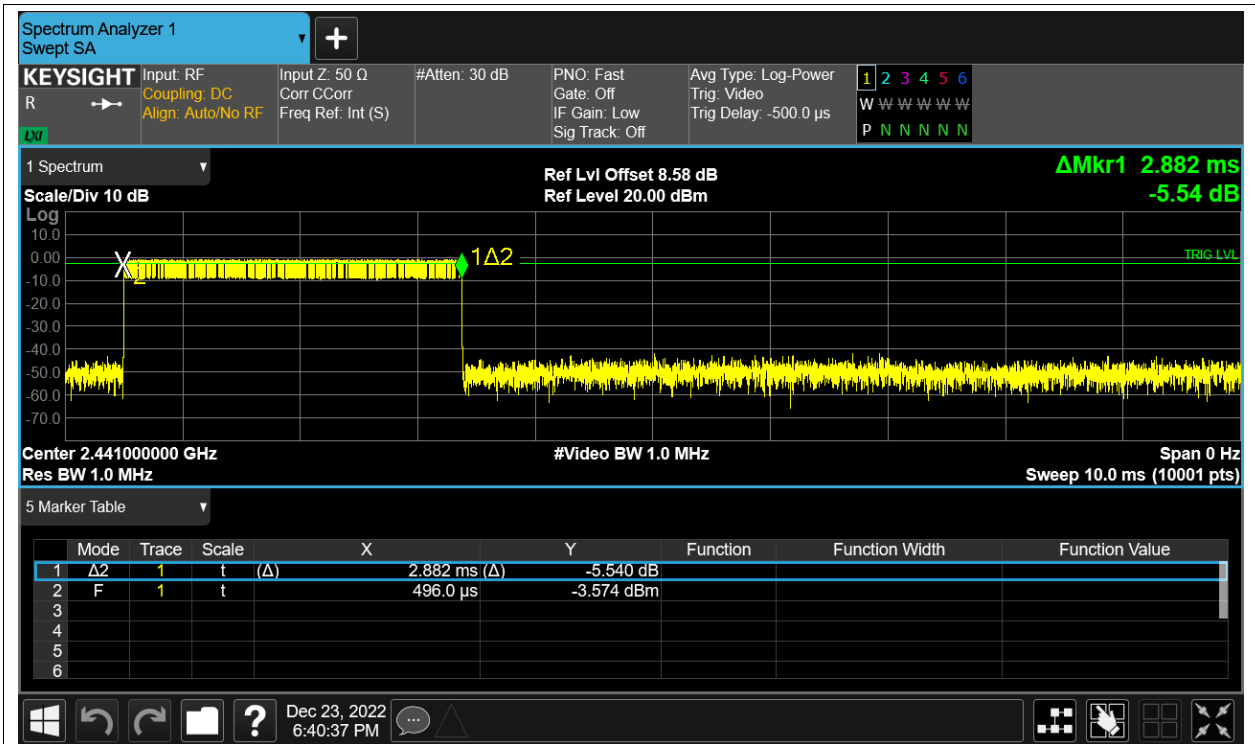 Spectrum Analyzer 1
Swept SA
KEYSIGHT Input: RF Input Z: 50 Ω #Atten: 30 dB PNO: Fast Avg Type: Log-Power 1 2 3 4 5 6
R Coupling: DC Corr CCorr Gate: Off Trig: Video W W W W W W
Align: Auto/No RF Freq Ref: Int (S) IF Gain: Low Trig Delay: -500.0 µs
LXI Sig Track: Off P N N N N N
1 Spectrum Ref Lvl Offset 8.58 dB ΔMkr1 2.882 ms
Scale/Div 10 dB Ref Level 20.00 dBm -5.54 dB
Log
10.0
0.00 1Δ2 TRIG LVL
-10.0 2
-20.0
-30.0
-40.0
-50.0
-60.0
-70.0
Center 2.441000000 GHz #Video BW 1.0 MHz Span 0 Hz
Res BW 1.0 MHz Sweep 10.0 ms (10001 pts)
5 Marker Table
Mode Trace Scale X Y Function Function Width Function Value
1 Δ2 1 t (Δ) 2.882 ms (Δ) -5.540 dB
2 F 1 t 496.0 µs -3.574 dBm
3
4
5
6
? Dec 23, 2022
6:40:37 PM